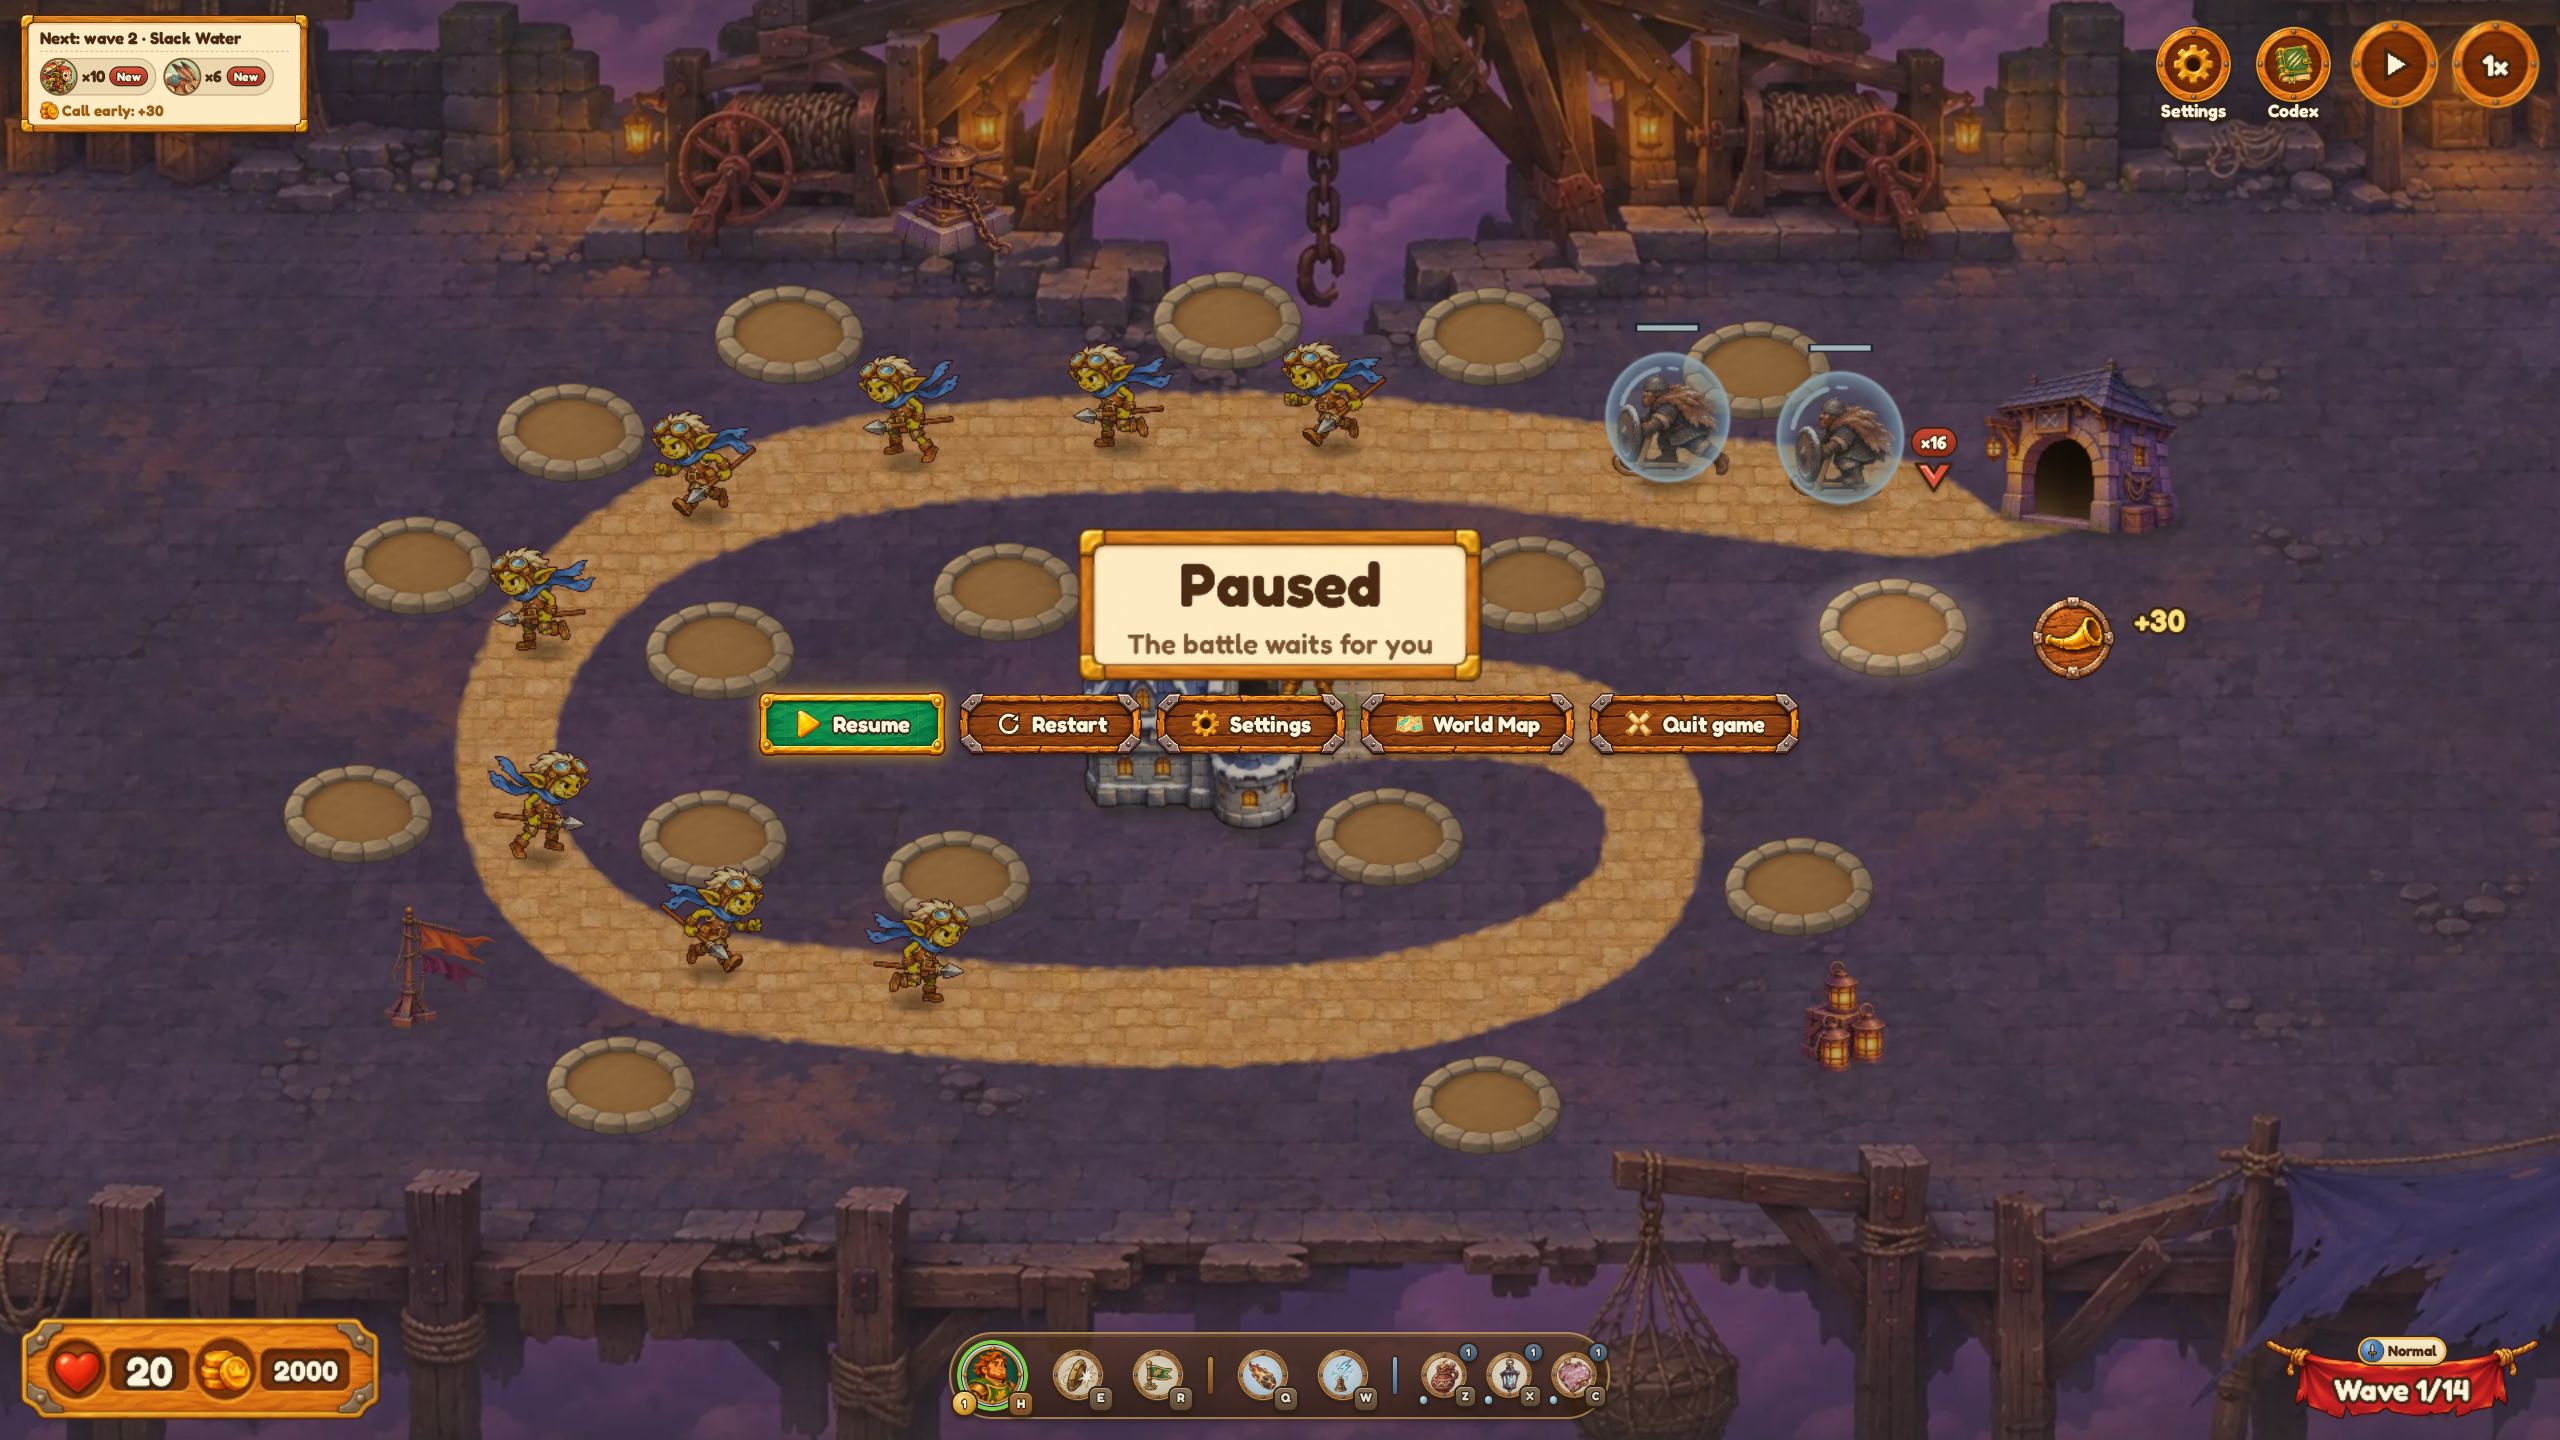 Next: wave 2 · Slack Water
x10 New x6 New
Call early: +30
Settings
Codex
1x
x16
+30
Paused
The battle waits for you
Resume
Restart
Settings
World Map
Quit game
20
2000
1
H
E
R
Q
W
1
Z
1
X
1
C
Normal
Wave 1/14